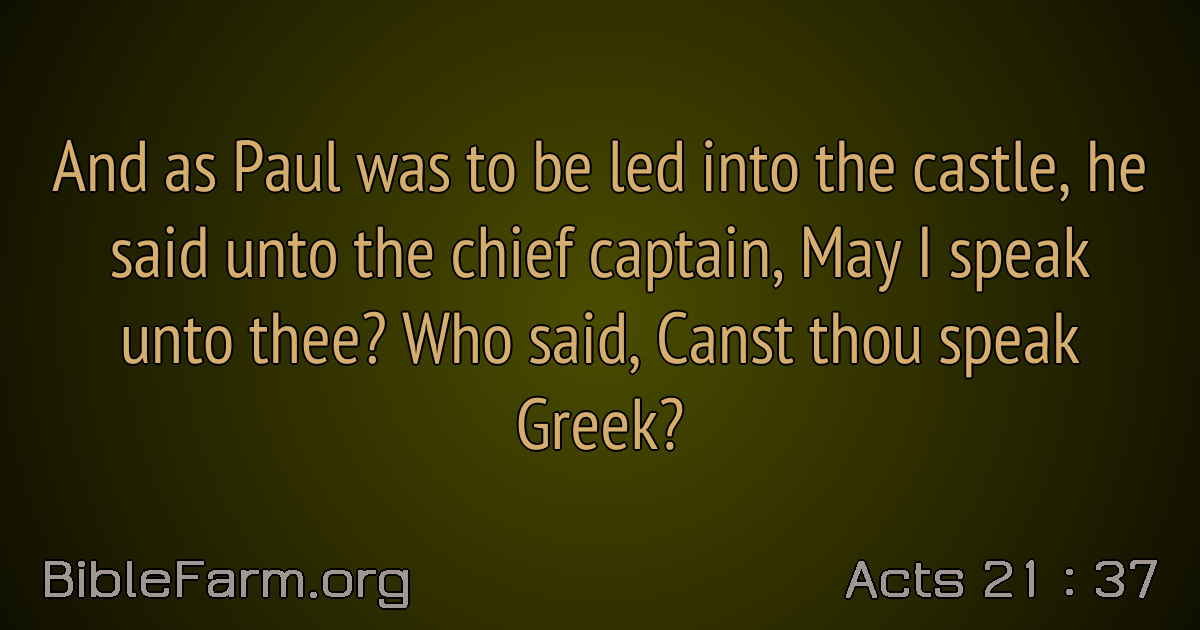 And as Paul was to be led into the castle, he
said unto the chief captain, May I speak
unto thee? Who said, Canst thou speak
Greek?
BibleFarm.org
Acts 21 : 37